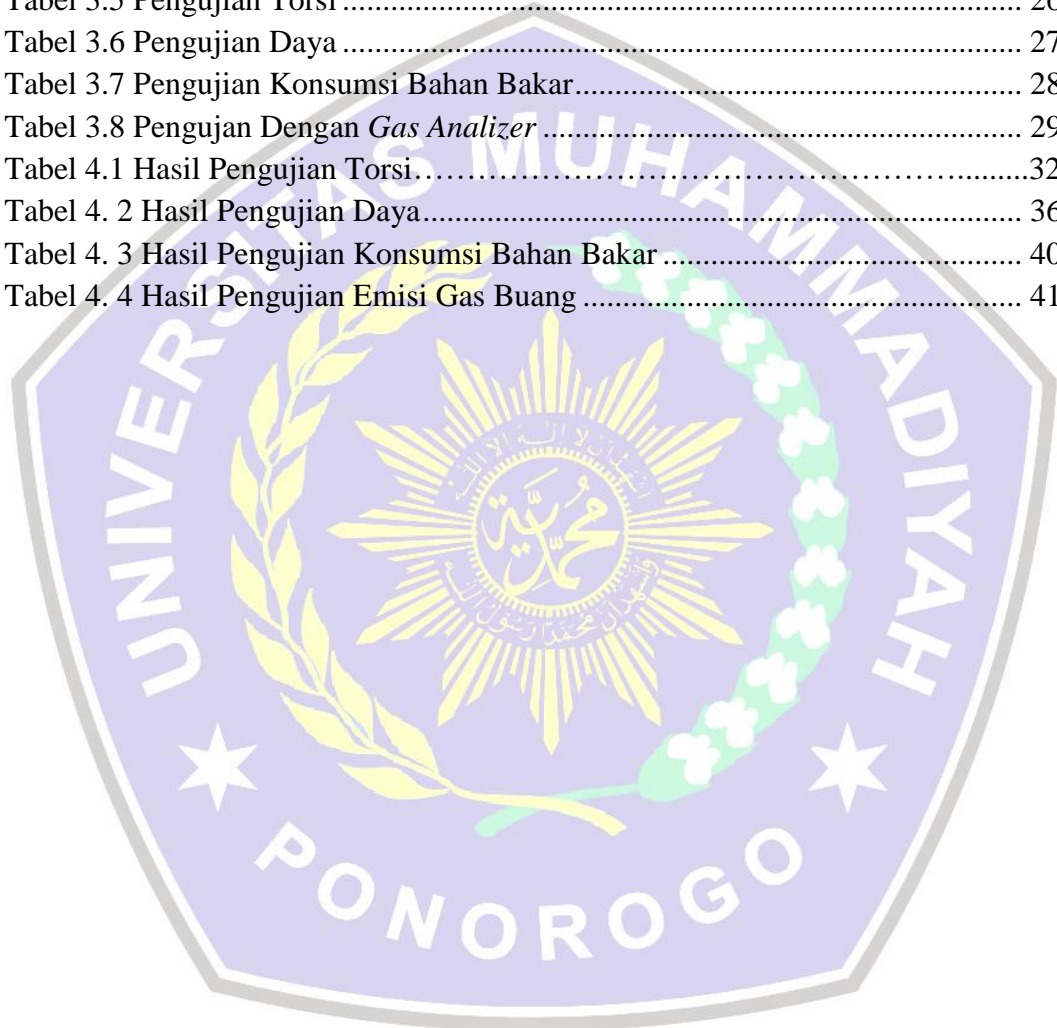 Tabel 3.5 Pengujian Torsi ........................................................................................ 26
Tabel 3.6 Pengujian Daya ........................................................................................ 27
Tabel 3.7 Pengujian Konsumsi Bahan Bakar........................................................... 28
Tabel 3.8 Pengujan Dengan Gas Analizer ............................................................... 29
Tabel 4.1 Hasil Pengujian Torsi……………………………………………….........32
Tabel 4. 2 Hasil Pengujian Daya............................................................................... 36
Tabel 4. 3 Hasil Pengujian Konsumsi Bahan Bakar ................................................ 40
Tabel 4. 4 Hasil Pengujian Emisi Gas Buang .......................................................... 41
UNIVERSITAS MUHAMMADIYAH
PONOROGO